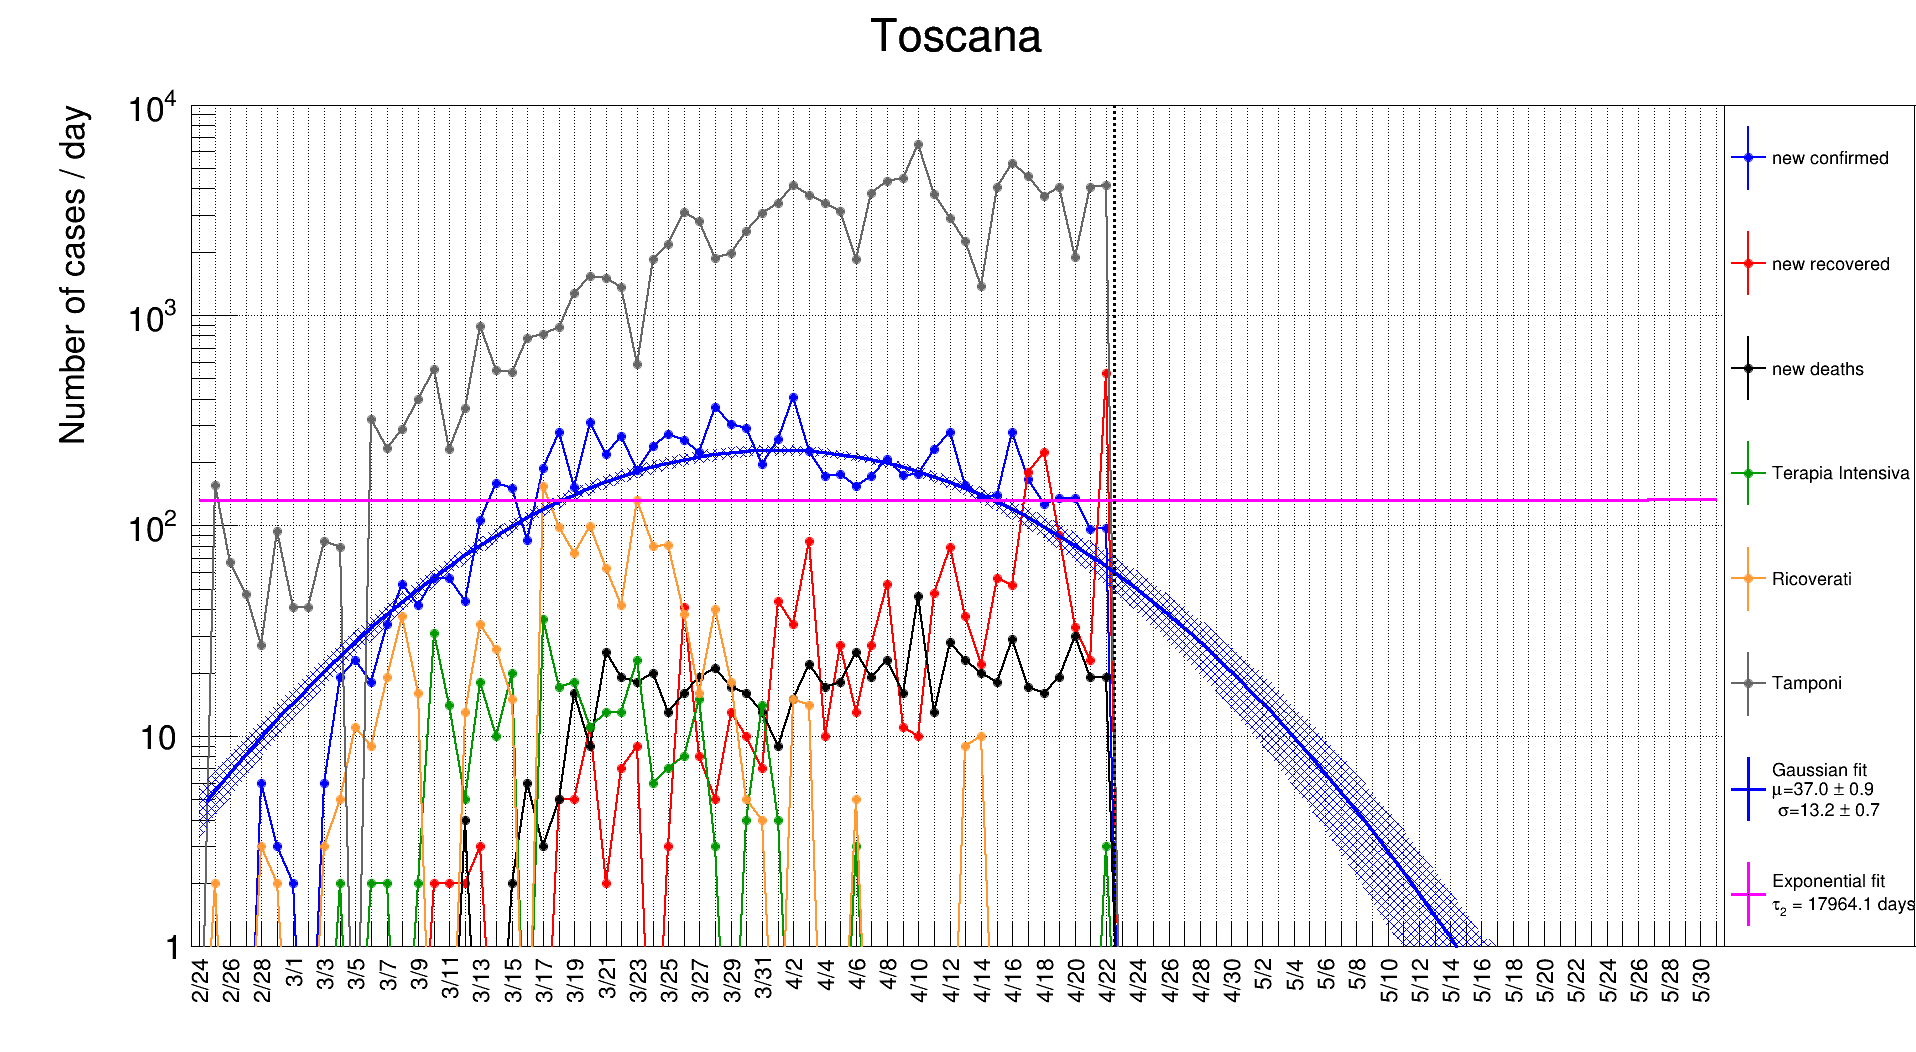 Toscana
Number of cases / day
10⁴
10³
10²
10
1
2/24 2/26 2/28 3/1 3/3 3/5 3/7 3/9 3/11 3/13 3/15 3/17 3/19 3/21 3/23 3/25 3/27 3/29 3/31 4/2 4/4 4/6 4/8 4/10 4/12 4/14 4/16 4/18 4/20 4/22 4/24 4/26 4/28 4/30 5/2 5/4 5/6 5/8 5/10 5/12 5/14 5/16 5/18 5/20 5/22 5/24 5/26 5/28 5/30
new confirmed
new recovered
new deaths
Terapia Intensiva
Ricoverati
Tamponi
Gaussian fit
μ=37.0 ± 0.9
σ=13.2 ± 0.7
Exponential fit
τ₂ = 17964.1 days